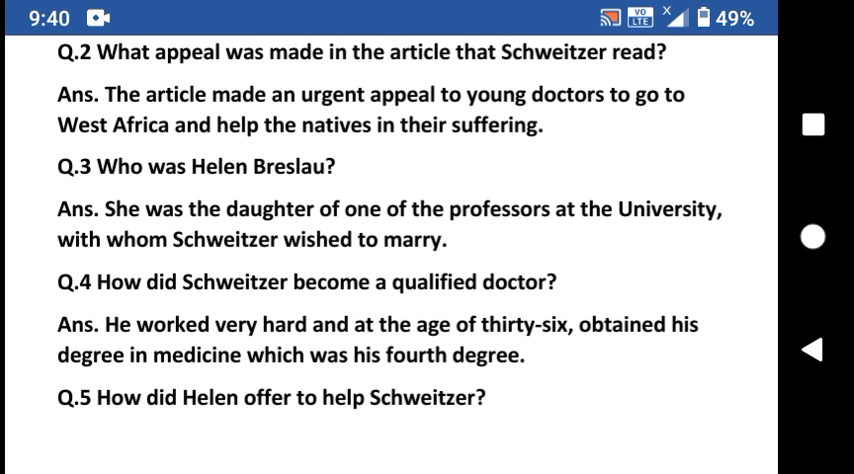 9:40
VO LTE X 49%
Q.2 What appeal was made in the article that Schweitzer read?
Ans. The article made an urgent appeal to young doctors to go to
West Africa and help the natives in their suffering.
Q.3 Who was Helen Breslau?
Ans. She was the daughter of one of the professors at the University,
with whom Schweitzer wished to marry.
Q.4 How did Schweitzer become a qualified doctor?
Ans. He worked very hard and at the age of thirty-six, obtained his
degree in medicine which was his fourth degree.
Q.5 How did Helen offer to help Schweitzer?